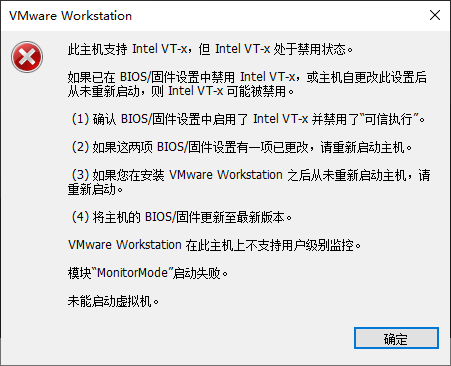 VMware Workstation
此主机支持 Intel VT-x，但 Intel VT-x 处于禁用状态。
如果已在 BIOS/固件设置中禁用 Intel VT-x，或主机自更改此设置后
从未重新启动，则 Intel VT-x 可能被禁用。
(1) 确认 BIOS/固件设置中启用了 Intel VT-x 并禁用了“可信执行”。
(2) 如果这两项 BIOS/固件设置有一项已更改，请重新启动主机。
(3) 如果您在安装 VMware Workstation 之后从未重新启动主机，请
重新启动。
(4) 将主机的 BIOS/固件更新至最新版本。
VMware Workstation 在此主机上不支持用户级别监控。
模块“MonitorMode”启动失败。
未能启动虚拟机。
确定